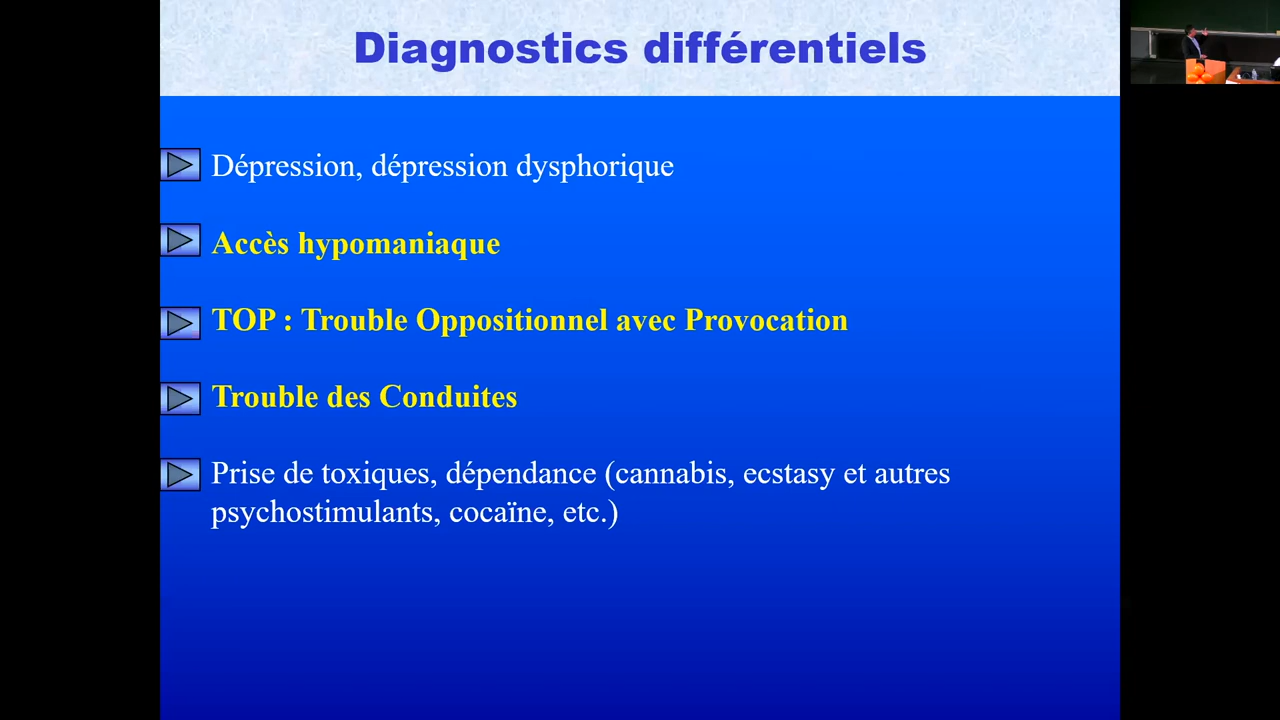 Diagnostics différentiels
Dépression, dépression dysphorique
Accès hypomaniaque
TOP : Trouble Oppositionnel avec Provocation
Trouble des Conduites
Prise de toxiques, dépendance (cannabis, ecstasy et autres
psychostimulants, cocaïne, etc.)